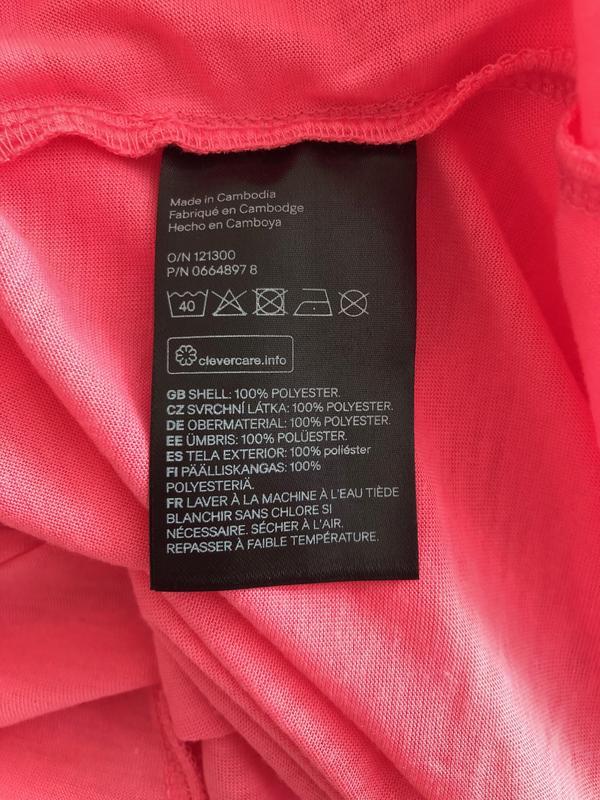 Made in Cambodia
Fabriqué en Cambodge
Hecho en Camboya
O/N 121300
P/N 0664897 8
40
clevercare.info
GB SHELL: 100% POLYESTER.
CZ SVRCHNÍ LÁTKA: 100% POLYESTER.
DE OBERMATERIAL: 100% POLYESTER.
EE ÜMBRIS: 100% POLÜESTER.
ES TELA EXTERIOR: 100% poliéster
FI PÄÄLLISKANGAS: 100%
POLYESTERIÄ.
FR LAVER À LA MACHINE À L'EAU TIÈDE
BLANCHIR SANS CHLORE SI
NÉCESSAIRE. SÉCHER À L'AIR.
REPASSER À FAIBLE TEMPÉRATURE.